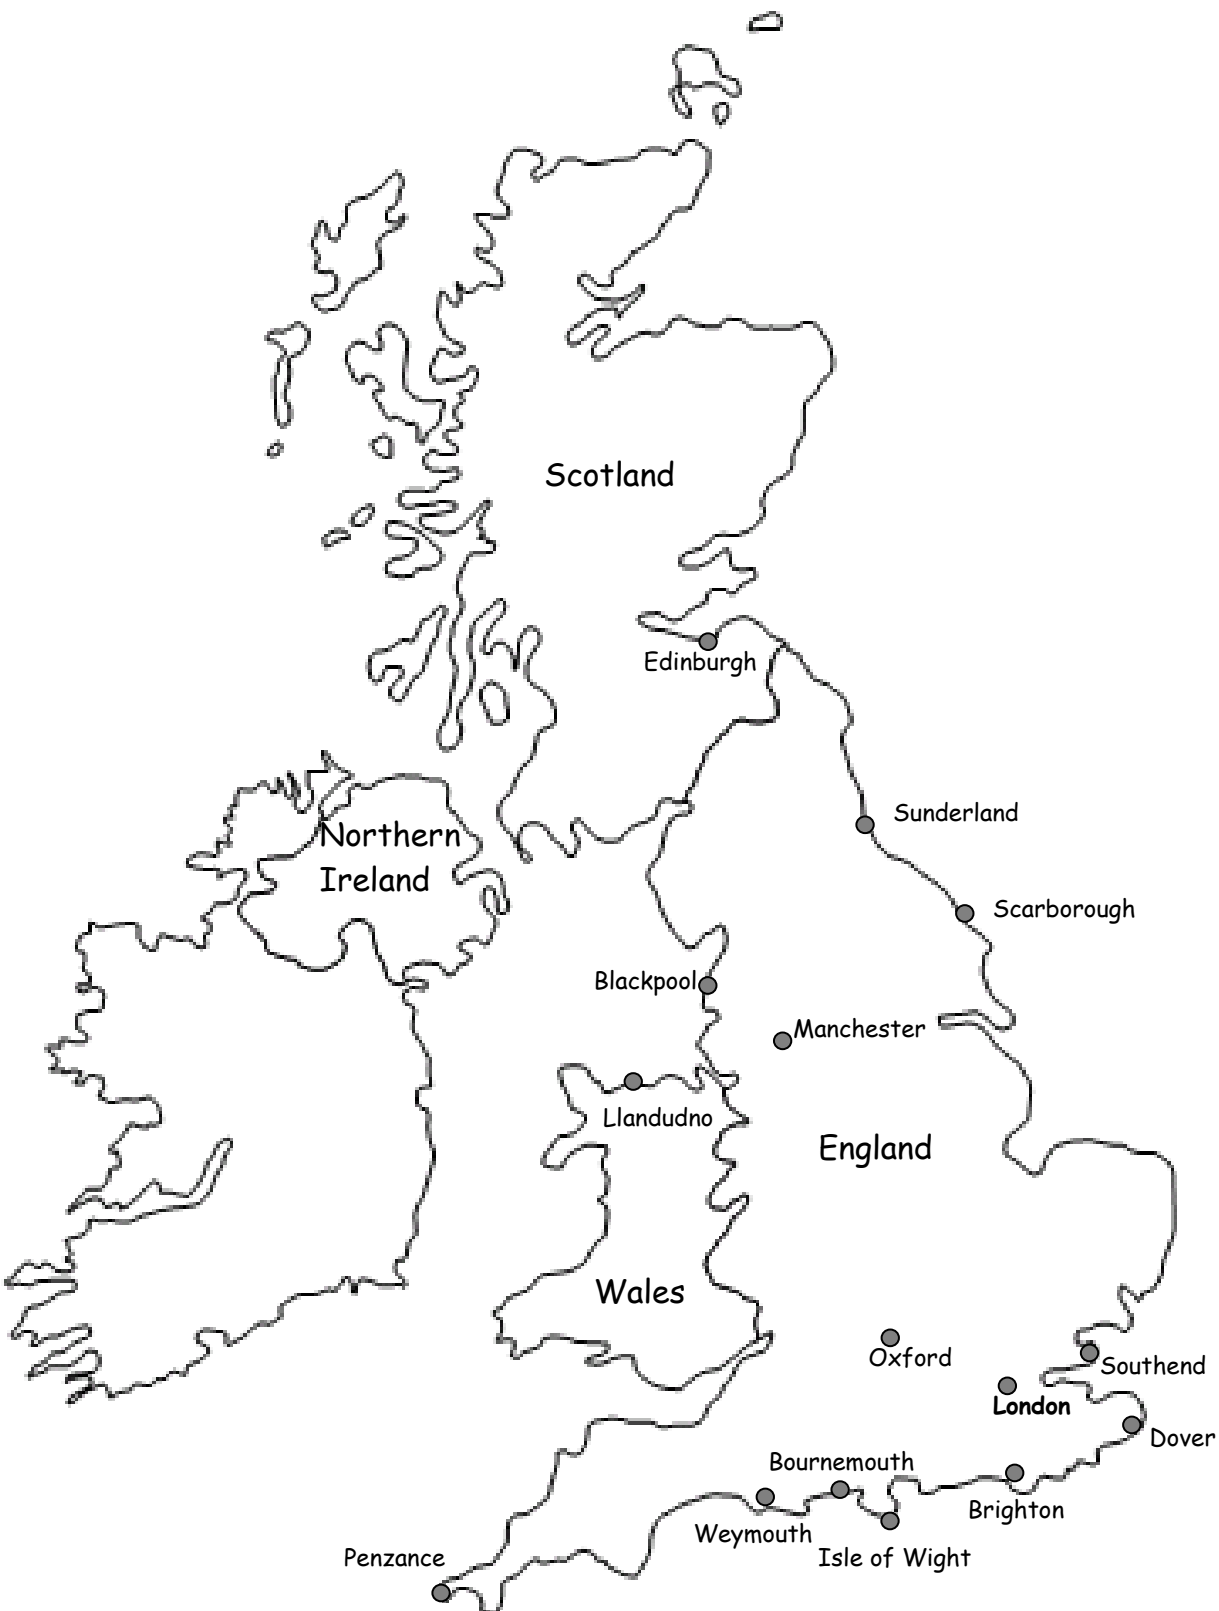 Scotland
Edinburgh
Sunderland
Northern
Ireland
Scarborough
Blackpool
Manchester
Llandudno
England
Wales
Oxford
Southend
London
Dover
Bournemouth
Brighton
Weymouth
Isle of Wight
Penzance